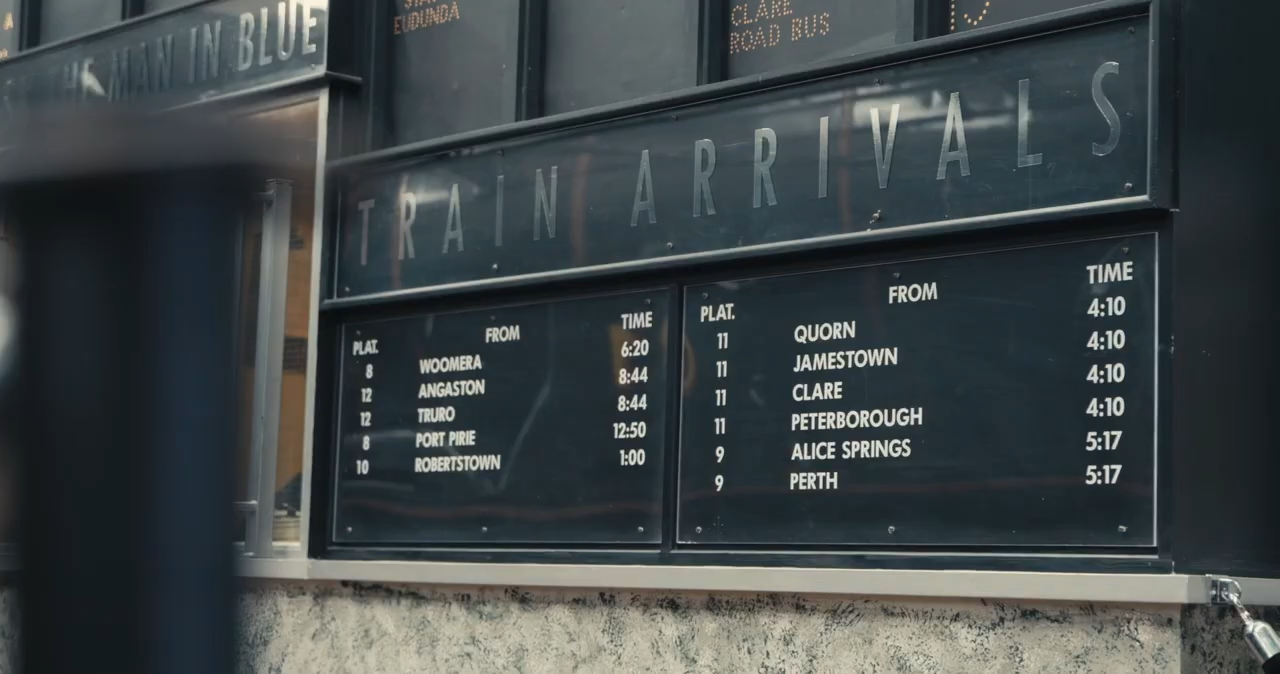 EUDUNDA
CLARE
ROAD BUS
THE MAN IN BLUE
TRAIN ARRIVALS
PLAT. FROM TIME
8 WOOMERA 6:20
12 ANGASTON 8:44
12 TRURO 8:44
8 PORT PIRIE 12:50
10 ROBERTSTOWN 1:00
PLAT. FROM TIME
11 QUORN 4:10
11 JAMESTOWN 4:10
11 CLARE 4:10
11 PETERBOROUGH 4:10
9 ALICE SPRINGS 5:17
9 PERTH 5:17